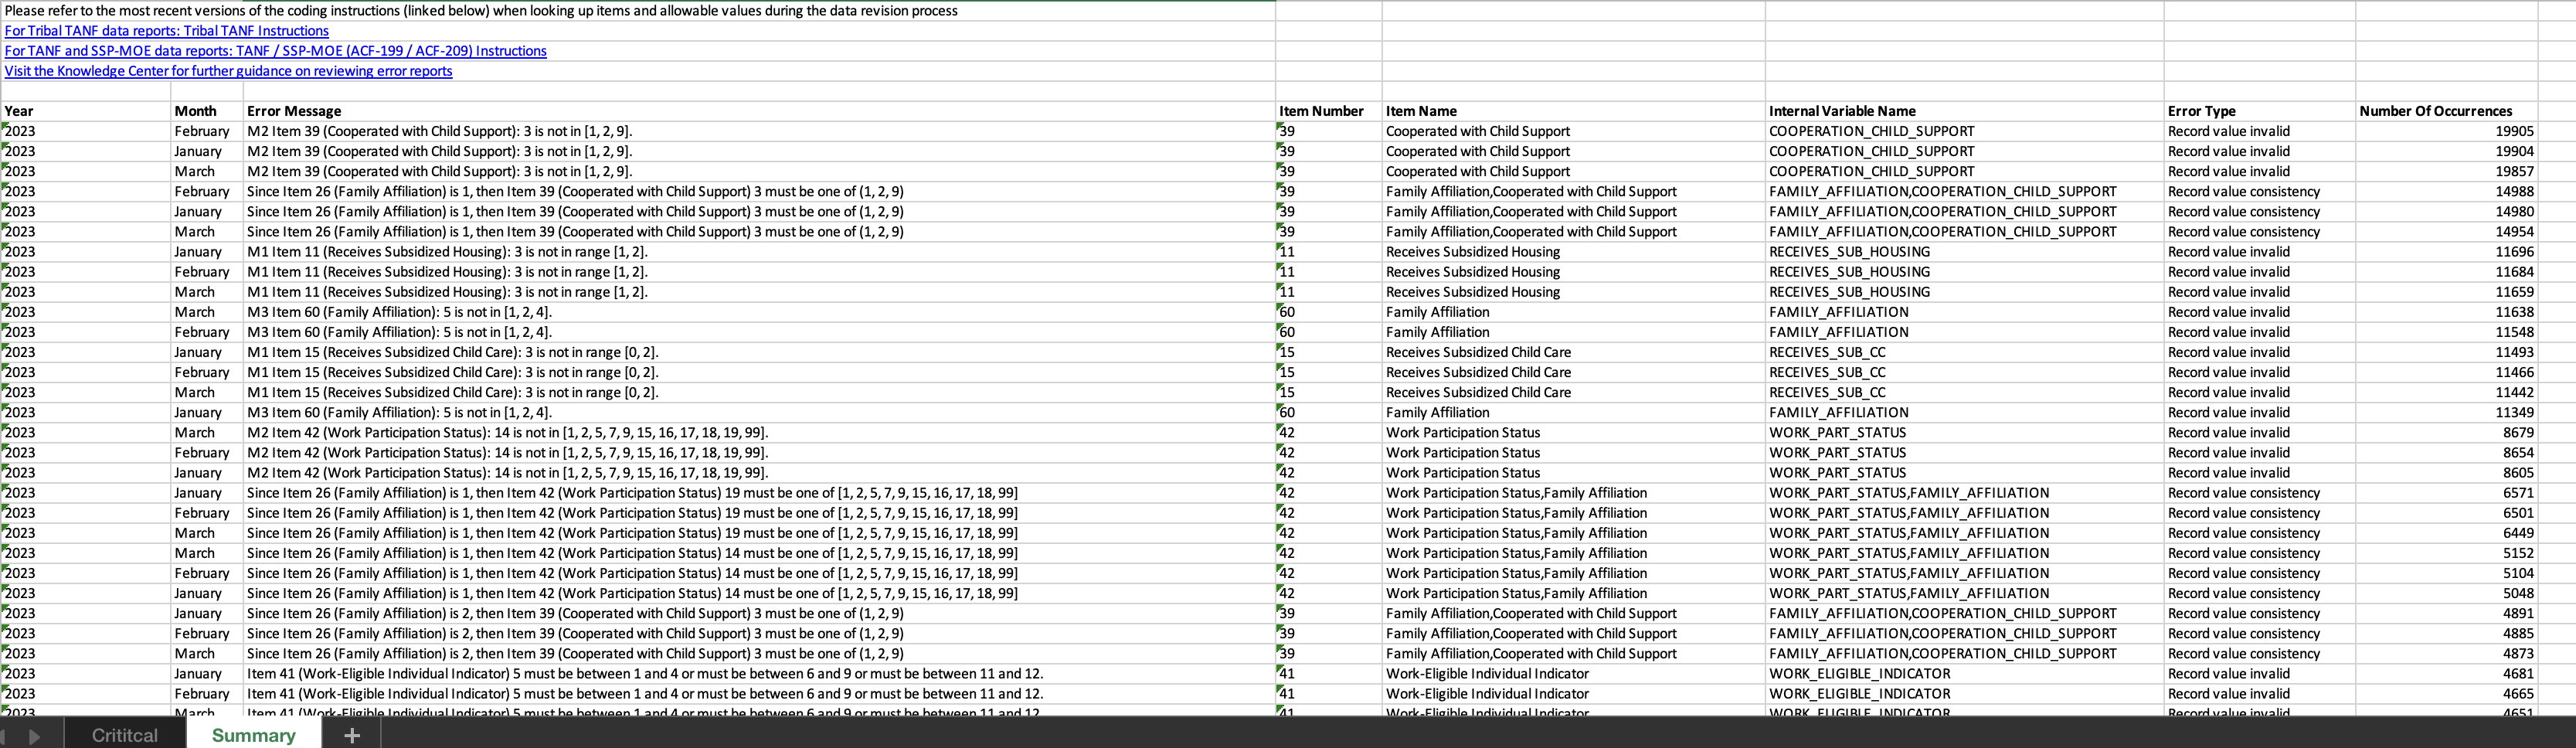 Please refer to the most recent versions of the coding instructions (linked below) when looking up items and allowable values during the data revision process
For Tribal TANF data reports: Tribal TANF Instructions
For TANF and SSP-MOE data reports: TANF / SSP-MOE (ACF-199 / ACF-209) Instructions
Visit the Knowledge Center for further guidance on reviewing error reports
Year Month Error Message Item Number Item Name Internal Variable Name Error Type Number Of Occurrences
2023 February M2 Item 39 (Cooperated with Child Support): 3 is not in [1, 2, 9]. 39 Cooperated with Child Support COOPERATION_CHILD_SUPPORT Record value invalid 19905
2023 January M2 Item 39 (Cooperated with Child Support): 3 is not in [1, 2, 9]. 39 Cooperated with Child Support COOPERATION_CHILD_SUPPORT Record value invalid 19904
2023 March M2 Item 39 (Cooperated with Child Support): 3 is not in [1, 2, 9]. 39 Cooperated with Child Support COOPERATION_CHILD_SUPPORT Record value invalid 19857
2023 February Since Item 26 (Family Affiliation) is 1, then Item 39 (Cooperated with Child Support) 3 must be one of (1, 2, 9) 39 Family Affiliation,Cooperated with Child Support FAMILY_AFFILIATION,COOPERATION_CHILD_SUPPORT Record value consistency 14988
2023 January Since Item 26 (Family Affiliation) is 1, then Item 39 (Cooperated with Child Support) 3 must be one of (1, 2, 9) 39 Family Affiliation,Cooperated with Child Support FAMILY_AFFILIATION,COOPERATION_CHILD_SUPPORT Record value consistency 14980
2023 March Since Item 26 (Family Affiliation) is 1, then Item 39 (Cooperated with Child Support) 3 must be one of (1, 2, 9) 39 Family Affiliation,Cooperated with Child Support FAMILY_AFFILIATION,COOPERATION_CHILD_SUPPORT Record value consistency 14954
2023 January M1 Item 11 (Receives Subsidized Housing): 3 is not in range [1, 2]. 11 Receives Subsidized Housing RECEIVES_SUB_HOUSING Record value invalid 11696
2023 February M1 Item 11 (Receives Subsidized Housing): 3 is not in range [1, 2]. 11 Receives Subsidized Housing RECEIVES_SUB_HOUSING Record value invalid 11684
2023 March M1 Item 11 (Receives Subsidized Housing): 3 is not in range [1, 2]. 11 Receives Subsidized Housing RECEIVES_SUB_HOUSING Record value invalid 11659
2023 March M3 Item 60 (Family Affiliation): 5 is not in [1, 2, 4]. 60 Family Affiliation FAMILY_AFFILIATION Record value invalid 11638
2023 February M3 Item 60 (Family Affiliation): 5 is not in [1, 2, 4]. 60 Family Affiliation FAMILY_AFFILIATION Record value invalid 11548
2023 January M1 Item 15 (Receives Subsidized Child Care): 3 is not in range [0, 2]. 15 Receives Subsidized Child Care RECEIVES_SUB_CC Record value invalid 11493
2023 February M1 Item 15 (Receives Subsidized Child Care): 3 is not in range [0, 2]. 15 Receives Subsidized Child Care RECEIVES_SUB_CC Record value invalid 11466
2023 March M1 Item 15 (Receives Subsidized Child Care): 3 is not in range [0, 2]. 15 Receives Subsidized Child Care RECEIVES_SUB_CC Record value invalid 11442
2023 January M3 Item 60 (Family Affiliation): 5 is not in [1, 2, 4]. 60 Family Affiliation FAMILY_AFFILIATION Record value invalid 11349
2023 March M2 Item 42 (Work Participation Status): 14 is not in [1, 2, 5, 7, 9, 15, 16, 17, 18, 19, 99]. 42 Work Participation Status WORK_PART_STATUS Record value invalid 8679
2023 February M2 Item 42 (Work Participation Status): 14 is not in [1, 2, 5, 7, 9, 15, 16, 17, 18, 19, 99]. 42 Work Participation Status WORK_PART_STATUS Record value invalid 8654
2023 January M2 Item 42 (Work Participation Status): 14 is not in [1, 2, 5, 7, 9, 15, 16, 17, 18, 19, 99]. 42 Work Participation Status WORK_PART_STATUS Record value invalid 8605
2023 January Since Item 26 (Family Affiliation) is 1, then Item 42 (Work Participation Status) 19 must be one of [1, 2, 5, 7, 9, 15, 16, 17, 18, 99] 42 Work Participation Status,Family Affiliation WORK_PART_STATUS,FAMILY_AFFILIATION Record value consistency 6571
2023 February Since Item 26 (Family Affiliation) is 1, then Item 42 (Work Participation Status) 19 must be one of [1, 2, 5, 7, 9, 15, 16, 17, 18, 99] 42 Work Participation Status,Family Affiliation WORK_PART_STATUS,FAMILY_AFFILIATION Record value consistency 6501
2023 March Since Item 26 (Family Affiliation) is 1, then Item 42 (Work Participation Status) 19 must be one of [1, 2, 5, 7, 9, 15, 16, 17, 18, 99] 42 Work Participation Status,Family Affiliation WORK_PART_STATUS,FAMILY_AFFILIATION Record value consistency 6449
2023 March Since Item 26 (Family Affiliation) is 1, then Item 42 (Work Participation Status) 14 must be one of [1, 2, 5, 7, 9, 15, 16, 17, 18, 99] 42 Work Participation Status,Family Affiliation WORK_PART_STATUS,FAMILY_AFFILIATION Record value consistency 5152
2023 February Since Item 26 (Family Affiliation) is 1, then Item 42 (Work Participation Status) 14 must be one of [1, 2, 5, 7, 9, 15, 16, 17, 18, 99] 42 Work Participation Status,Family Affiliation WORK_PART_STATUS,FAMILY_AFFILIATION Record value consistency 5104
2023 January Since Item 26 (Family Affiliation) is 1, then Item 42 (Work Participation Status) 14 must be one of [1, 2, 5, 7, 9, 15, 16, 17, 18, 99] 42 Work Participation Status,Family Affiliation WORK_PART_STATUS,FAMILY_AFFILIATION Record value consistency 5048
2023 January Since Item 26 (Family Affiliation) is 2, then Item 39 (Cooperated with Child Support) 3 must be one of (1, 2, 9) 39 Family Affiliation,Cooperated with Child Support FAMILY_AFFILIATION,COOPERATION_CHILD_SUPPORT Record value consistency 4891
2023 February Since Item 26 (Family Affiliation) is 2, then Item 39 (Cooperated with Child Support) 3 must be one of (1, 2, 9) 39 Family Affiliation,Cooperated with Child Support FAMILY_AFFILIATION,COOPERATION_CHILD_SUPPORT Record value consistency 4885
2023 March Since Item 26 (Family Affiliation) is 2, then Item 39 (Cooperated with Child Support) 3 must be one of (1, 2, 9) 39 Family Affiliation,Cooperated with Child Support FAMILY_AFFILIATION,COOPERATION_CHILD_SUPPORT Record value consistency 4873
2023 January Item 41 (Work-Eligible Individual Indicator) 5 must be between 1 and 4 or must be between 6 and 9 or must be between 11 and 12. 41 Work-Eligible Individual Indicator WORK_ELIGIBLE_INDICATOR Record value invalid 4681
2023 February Item 41 (Work-Eligible Individual Indicator) 5 must be between 1 and 4 or must be between 6 and 9 or must be between 11 and 12. 41 Work-Eligible Individual Indicator WORK_ELIGIBLE_INDICATOR Record value invalid 4665
2023 March Item 41 (Work-Eligible Individual Indicator) 5 must be between 1 and 4 or must be between 6 and 9 or must be between 11 and 12. 41 Work-Eligible Individual Indicator WORK_ELIGIBLE_INDICATOR Record value invalid 4651
Crititcal Summary +